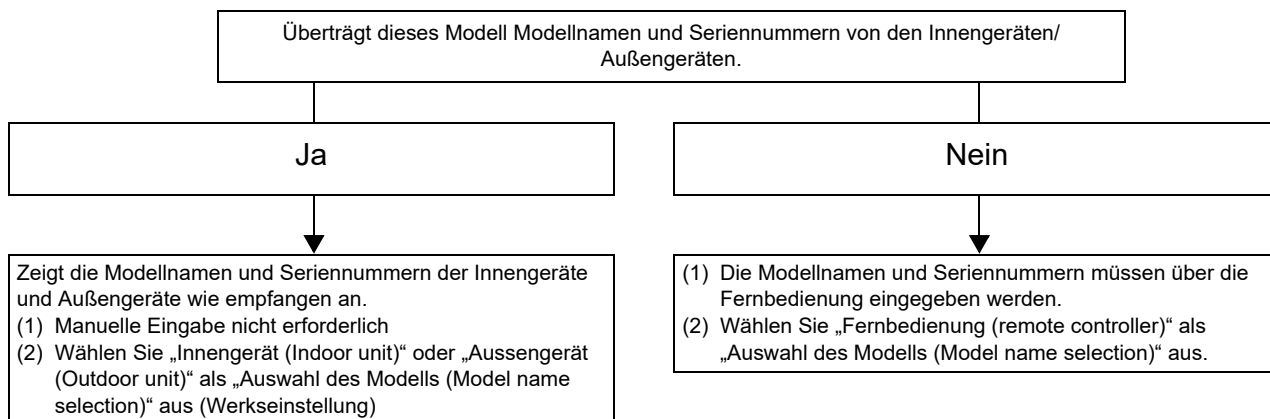 Überträgt dieses Modell Modellnamen und Seriennummern von den Innengeräten/
Außengeräten.
Ja
Nein
Zeigt die Modellnamen und Seriennummern der Innengeräte
und Außengeräte wie empfangen an.
(1) Manuelle Eingabe nicht erforderlich
(2) Wählen Sie „Innengerät (Indoor unit)“ oder „Aussengerät
(Outdoor unit)“ als „Auswahl des Modells (Model name
selection)“ aus (Werkseinstellung)
(1) Die Modellnamen und Seriennummern müssen über die
Fernbedienung eingegeben werden.
(2) Wählen Sie „Fernbedienung (remote controller)“ als
„Auswahl des Modells (Model name selection)“ aus.